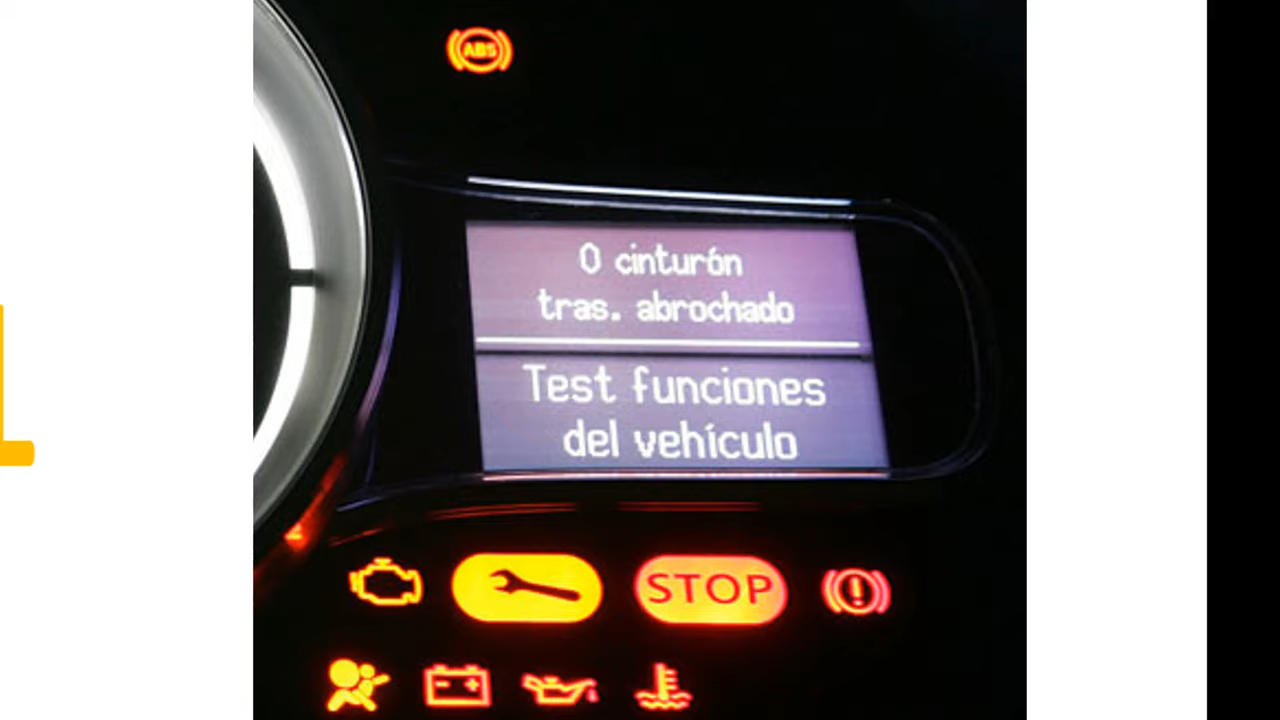 ABS
0 cinturón
tras. abrochado
Test funciones
del vehículo
STOP